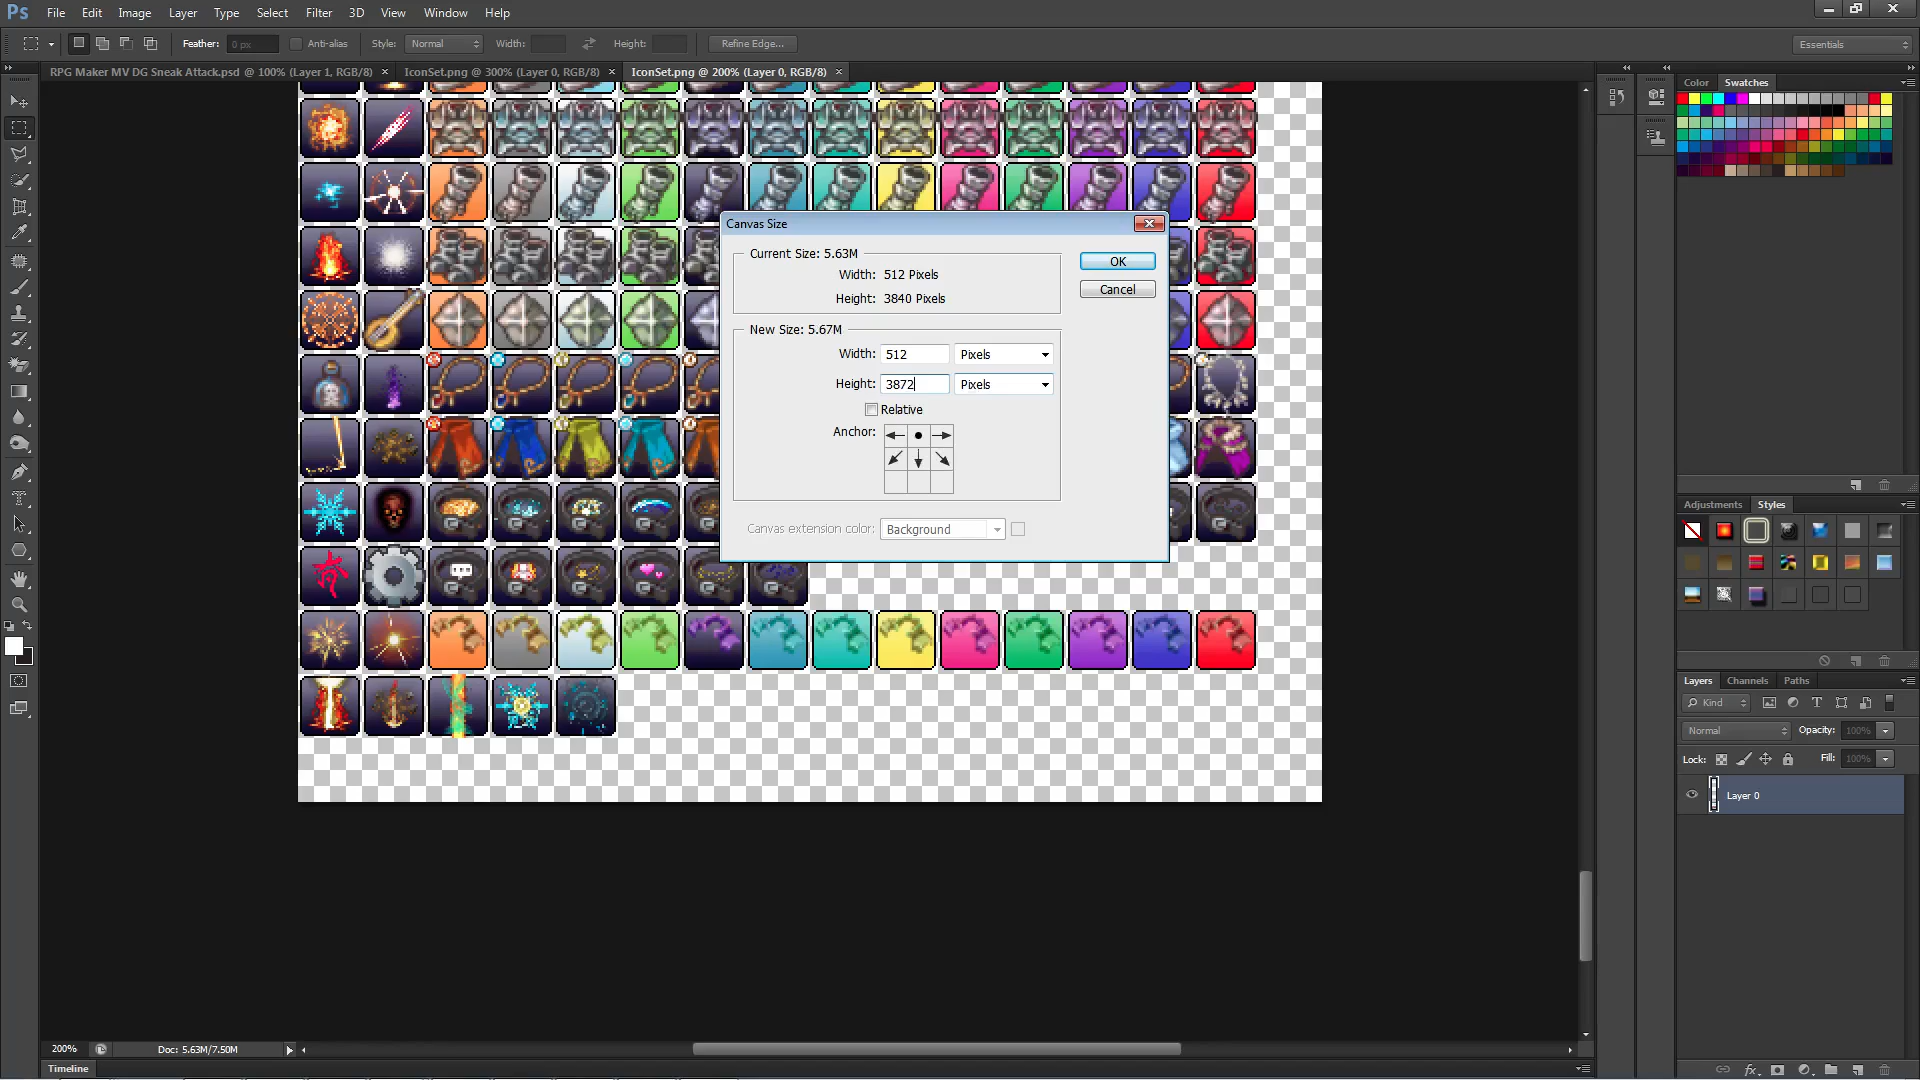 Ps File Edit Image Layer Type Select Filter 3D View Window Help
Feather: 0 px Anti-alias Style: Normal Width: Height: Refine Edge... Essentials
RPG Maker MV DG Sneak Attack.psd @ 100% (Layer 1, RGB/8) × IconSet.png @ 300% (Layer 0, RGB/8) × IconSet.png @ 200% (Layer 0, RGB/8) ×
Color Swatches
Canvas Size
Current Size: 5.63M
Width: 512 Pixels
Height: 3840 Pixels
OK
Cancel
New Size: 5.67M
Width: 512 Pixels
Height: 3872 Pixels
Relative
Anchor:
Canvas extension color: Background
Adjustments Styles
Layers Channels Paths
Kind
Normal Opacity: 100%
Lock: Fill: 100%
Layer 0
200% Doc: 5.63M/7.50M
Timeline